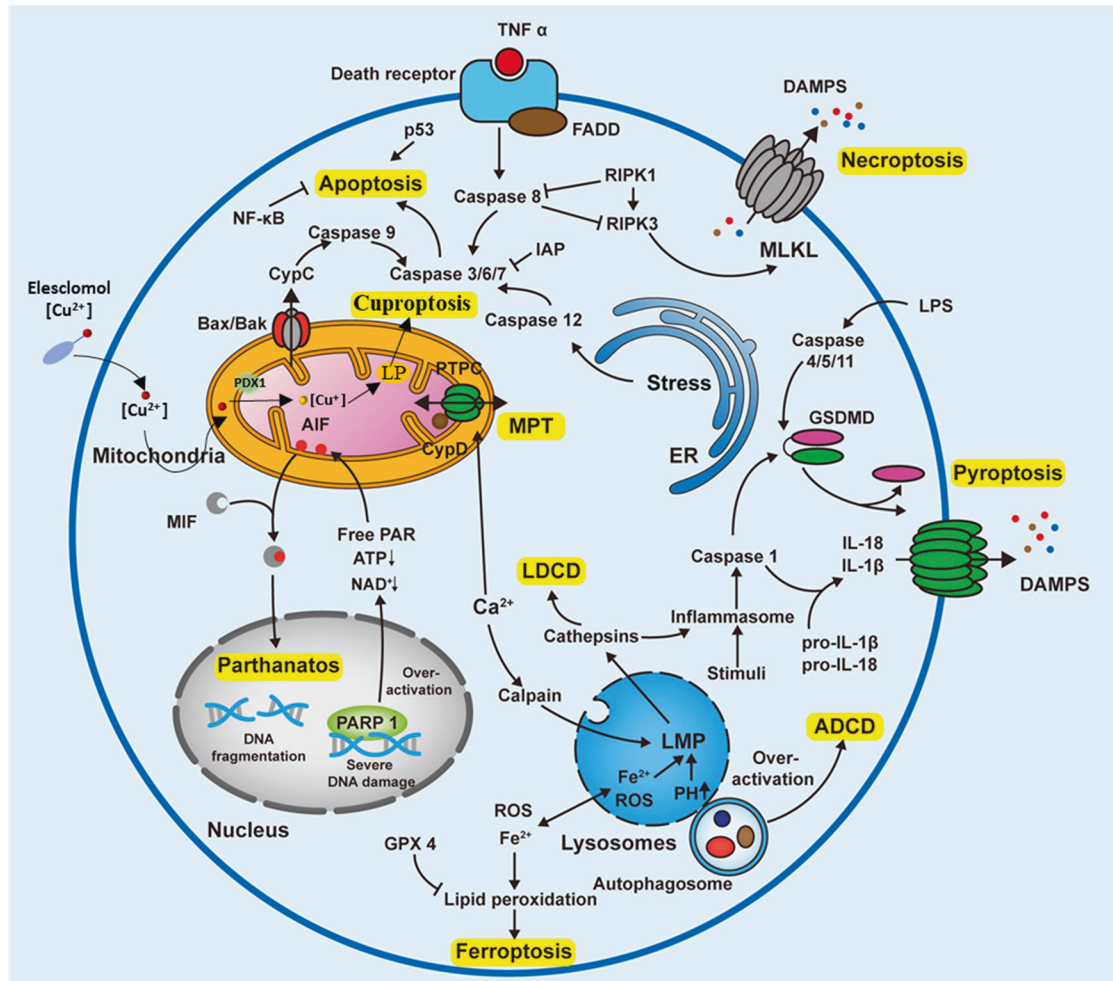 TNF α
Death receptor
FADD
DAMPS
Necroptosis
p53
Apoptosis
NF-κB
Caspase 8
RIPK1
RIPK3
MLKL
Caspase 9
IAP
CypC
Caspase 3/6/7
Elesclomol
[Cu²⁺]
Bax/Bak
Cuproptosis
Caspase 12
LPS
Caspase
4/5/11
PDX1
LP
PTPC
Stress
[Cu²⁺]
[Cu⁺]
AIF
CypD
MPT
GSDMD
Mitochondria
ER
Pyroptosis
MIF
Free PAR
ATP↓
NAD⁺↓
IL-18
IL-1β
DAMPS
Caspase 1
LDCD
Ca²⁺
Cathepsins
Inflammasome
pro-IL-1β
pro-IL-18
Stimuli
Parthanatos
Over-
activation
Calpain
PARP 1
DNA
fragmentation
Severe
DNA damage
Nucleus
LMP
Fe²⁺
ROS
PH↑
ADCD
Over-
activation
Lysosomes
Autophagosome
ROS
Fe²⁺
GPX 4
Lipid peroxidation
Ferroptosis